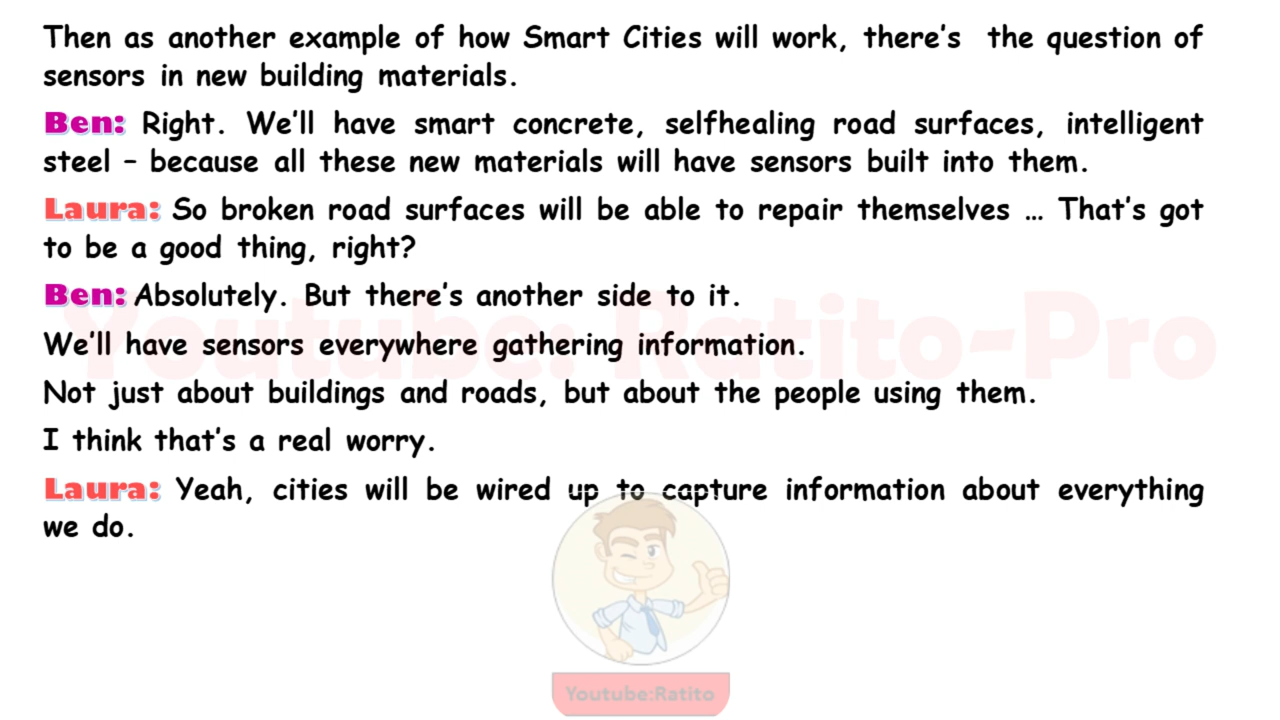 Then as another example of how Smart Cities will work, there's the question of
sensors in new building materials.
Ben: Right. We'll have smart concrete, selfhealing road surfaces, intelligent
steel – because all these new materials will have sensors built into them.
Laura: So broken road surfaces will be able to repair themselves … That's got
to be a good thing, right?
Ben: Absolutely. But there's another side to it.
Youtube: Ratito-Pro
We'll have sensors everywhere gathering information.
Not just about buildings and roads, but about the people using them.
I think that's a real worry.
Laura: Yeah, cities will be wired up to capture information about everything
we do.
Youtube:Ratito